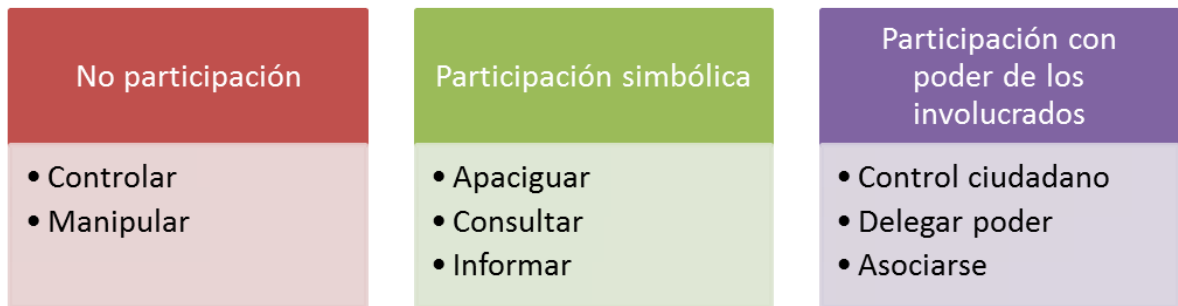 No participación
• Controlar
• Manipular
Participación simbólica
• Apaciguar
• Consultar
• Informar
Participación con
poder de los
involucrados
• Control ciudadano
• Delegar poder
• Asociarse